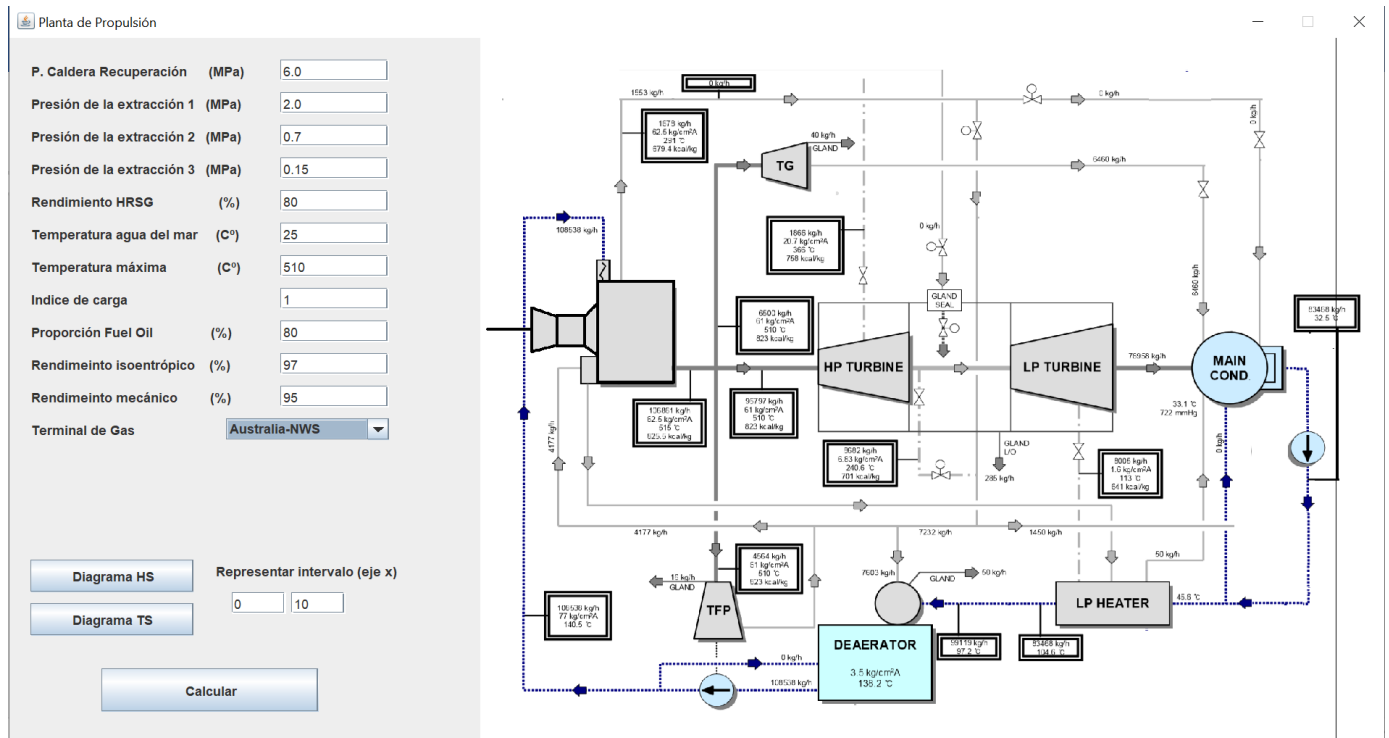 Planta de Propulsión
P. Caldera Recuperación (MPa) 6.0
Presión de la extracción 1 (MPa) 2.0
Presión de la extracción 2 (MPa) 0.7
Presión de la extracción 3 (MPa) 0.15
Rendimiento HRSG (%) 80
Temperatura agua del mar (Cº) 25
Temperatura máxima (Cº) 510
Indice de carga 1
Proporción Fuel Oil (%) 80
Rendimeinto isoentrópico (%) 97
Rendimeinto mecánico (%) 95
Terminal de Gas Australia-NWS
Diagrama HS
Representar intervalo (eje x)
0 10
Diagrama TS
Calcular
0 kg/h
1553 kg/h
0 kg/h
0 kg/h
62.5 kg/cm²A
291 ℃
679.4 kcal/kg
40 kg/h
GLAND
TG
6460 kg/h
108538 kg/h
20.7 kg/cm²A
366 ℃
758 kcal/kg
0 kg/h
6460 kg/h
GLAND
SEAL
6500 kg/h
61 kg/cm²A
510 ℃
823 kcal/kg
83468 kg/h
32.5 ℃
HP TURBINE
LP TURBINE
76958 kg/h
MAIN
COND.
33.1 ℃
722 mmHg
62.5 kg/cm²A
515 ℃
95797 kg/h
61 kg/cm²A
510 ℃
823 kcal/kg
4177 kg/h
0 kg/h
GLAND
L/O
285 kg/h
240.6 ℃
701 kcal/kg
1.6 kg/cm²A
113 ℃
641 kcal/kg
4177 kg/h
7232 kg/h
1450 kg/h
4564 kg/h
61 kg/cm²A
510 ℃
823 kcal/kg
15 kg/h
GLAND
TFP
7603 kg/h
GLAND
50 kg/h
50 kg/h
LP HEATER
45.6 ℃
108538 kg/h
77 kg/cm²A
140.5 ℃
99119 kg/h
97.2 ℃
83468 kg/h
104.6 ℃
DEAERATOR
3.5 kg/cm²A
138.2 ℃
0 kg/h
108538 kg/h